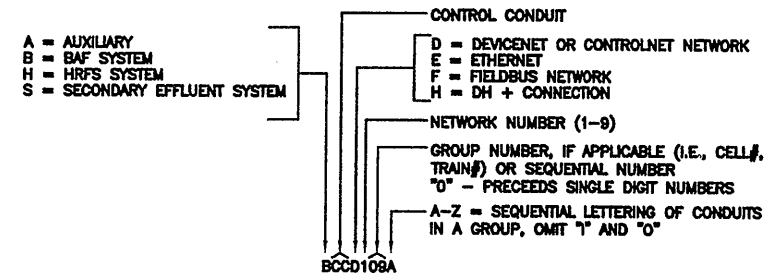 CONTROL CONDUIT
A = AUXILIARY
B = BAF SYSTEM
H = HRFS SYSTEM
S = SECONDARY EFFLUENT SYSTEM
D = DEVICENET OR CONTROLNET NETWORK
E = ETHERNET
F = FIELDBUS NETWORK
H = DH + CONNECTION
NETWORK NUMBER (1-9)
GROUP NUMBER, IF APPLICABLE (I.E., CELL#,
TRAIN#) OR SEQUENTIAL NUMBER
"0" - PRECEEDS SINGLE DIGIT NUMBERS
A-Z = SEQUENTIAL LETTERING OF CONDUITS
IN A GROUP, OMIT "I" AND "O"
BCCD109A